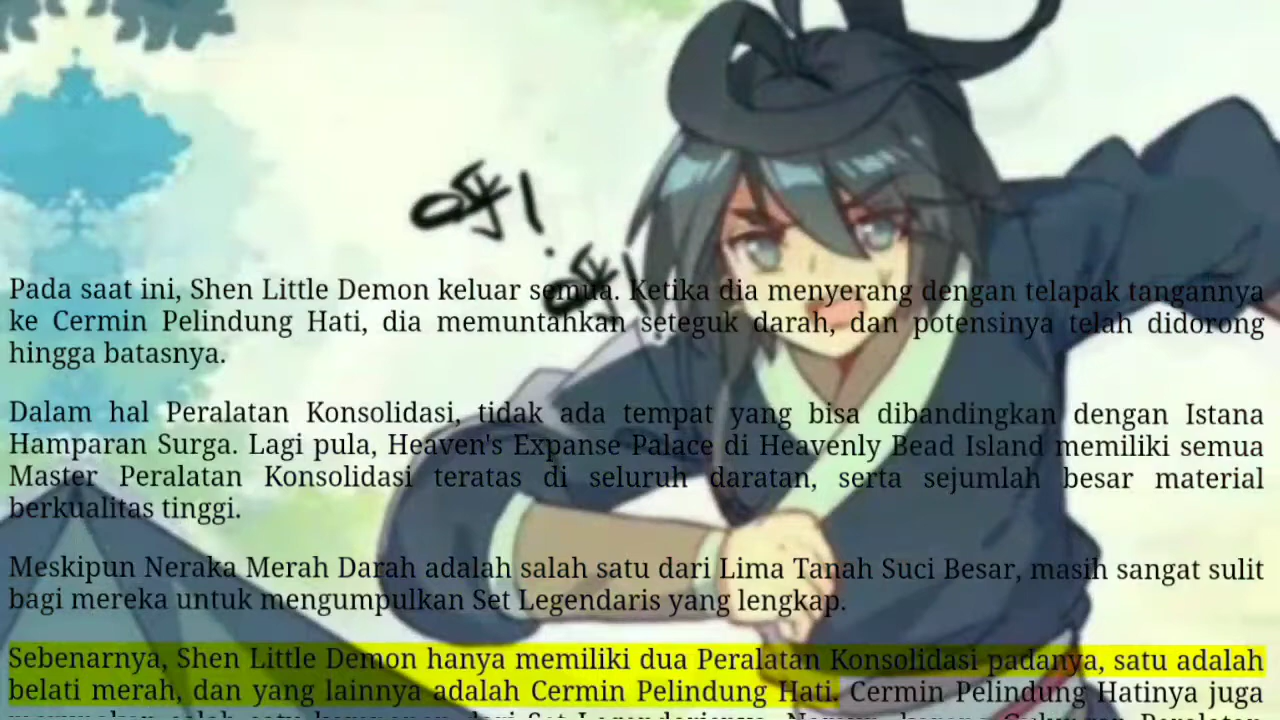 呀!
呀!
Pada saat ini, Shen Little Demon keluar semua. Ketika dia menyerang dengan telapak tangannya
ke Cermin Pelindung Hati, dia memuntahkan seteguk darah, dan potensinya telah didorong
hingga batasnya.
Dalam hal Peralatan Konsolidasi, tidak ada tempat yang bisa dibandingkan dengan Istana
Hamparan Surga. Lagi pula, Heaven's Expanse Palace di Heavenly Bead Island memiliki semua
Master Peralatan Konsolidasi teratas di seluruh daratan, serta sejumlah besar material
berkualitas tinggi.
Meskipun Neraka Merah Darah adalah salah satu dari Lima Tanah Suci Besar, masih sangat sulit
bagi mereka untuk mengumpulkan Set Legendaris yang lengkap.
Sebenarnya, Shen Little Demon hanya memiliki dua Peralatan Konsolidasi padanya, satu adalah
belati merah, dan yang lainnya adalah Cermin Pelindung Hati. Cermin Pelindung Hatinya juga